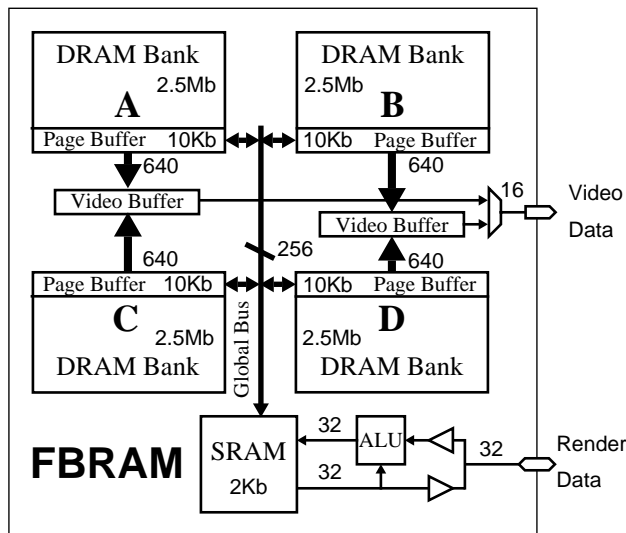 DRAM Bank
2.5Mb
A
Page Buffer 10Kb
DRAM Bank
2.5Mb
B
10Kb Page Buffer
640
640
Video Buffer
16
Video
Data
Video Buffer
256
640
640
Page Buffer 10Kb
C
2.5Mb
DRAM Bank
10Kb Page Buffer
D
2.5Mb
DRAM Bank
Global Bus
FBRAM
SRAM
2Kb
32
32
ALU
32
Render
Data